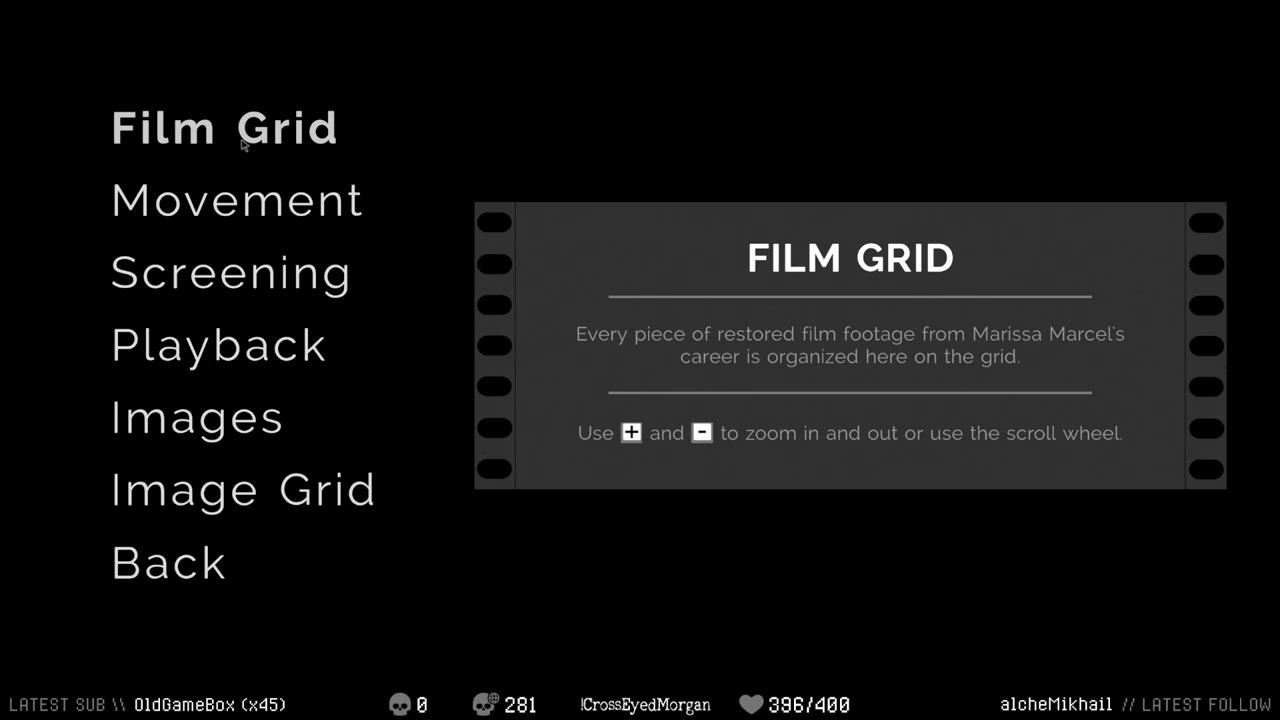 Film Grid
Movement
Screening
Playback
Images
Image Grid
Back
FILM GRID
Every piece of restored film footage from Marissa Marcel's
career is organized here on the grid.
Use + and - to zoom in and out or use the scroll wheel.
LATEST SUB \\ OldGameBox (x45)
0
281
!CrossEyedMorgan
396/400
alcheMikhail // LATEST FOLLOW